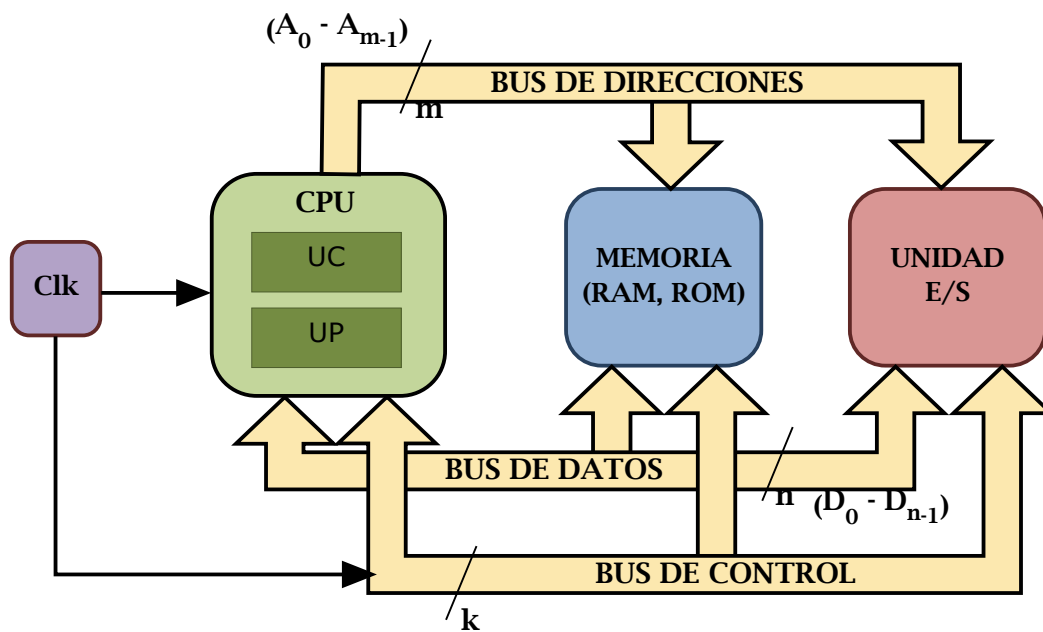 (A0 - Am-1)
BUS DE DIRECCIONES
m
CPU
UC
UP
Clk
MEMORIA
(RAM, ROM)
UNIDAD
E/S
BUS DE DATOS
n (D0 - Dn-1)
BUS DE CONTROL
k